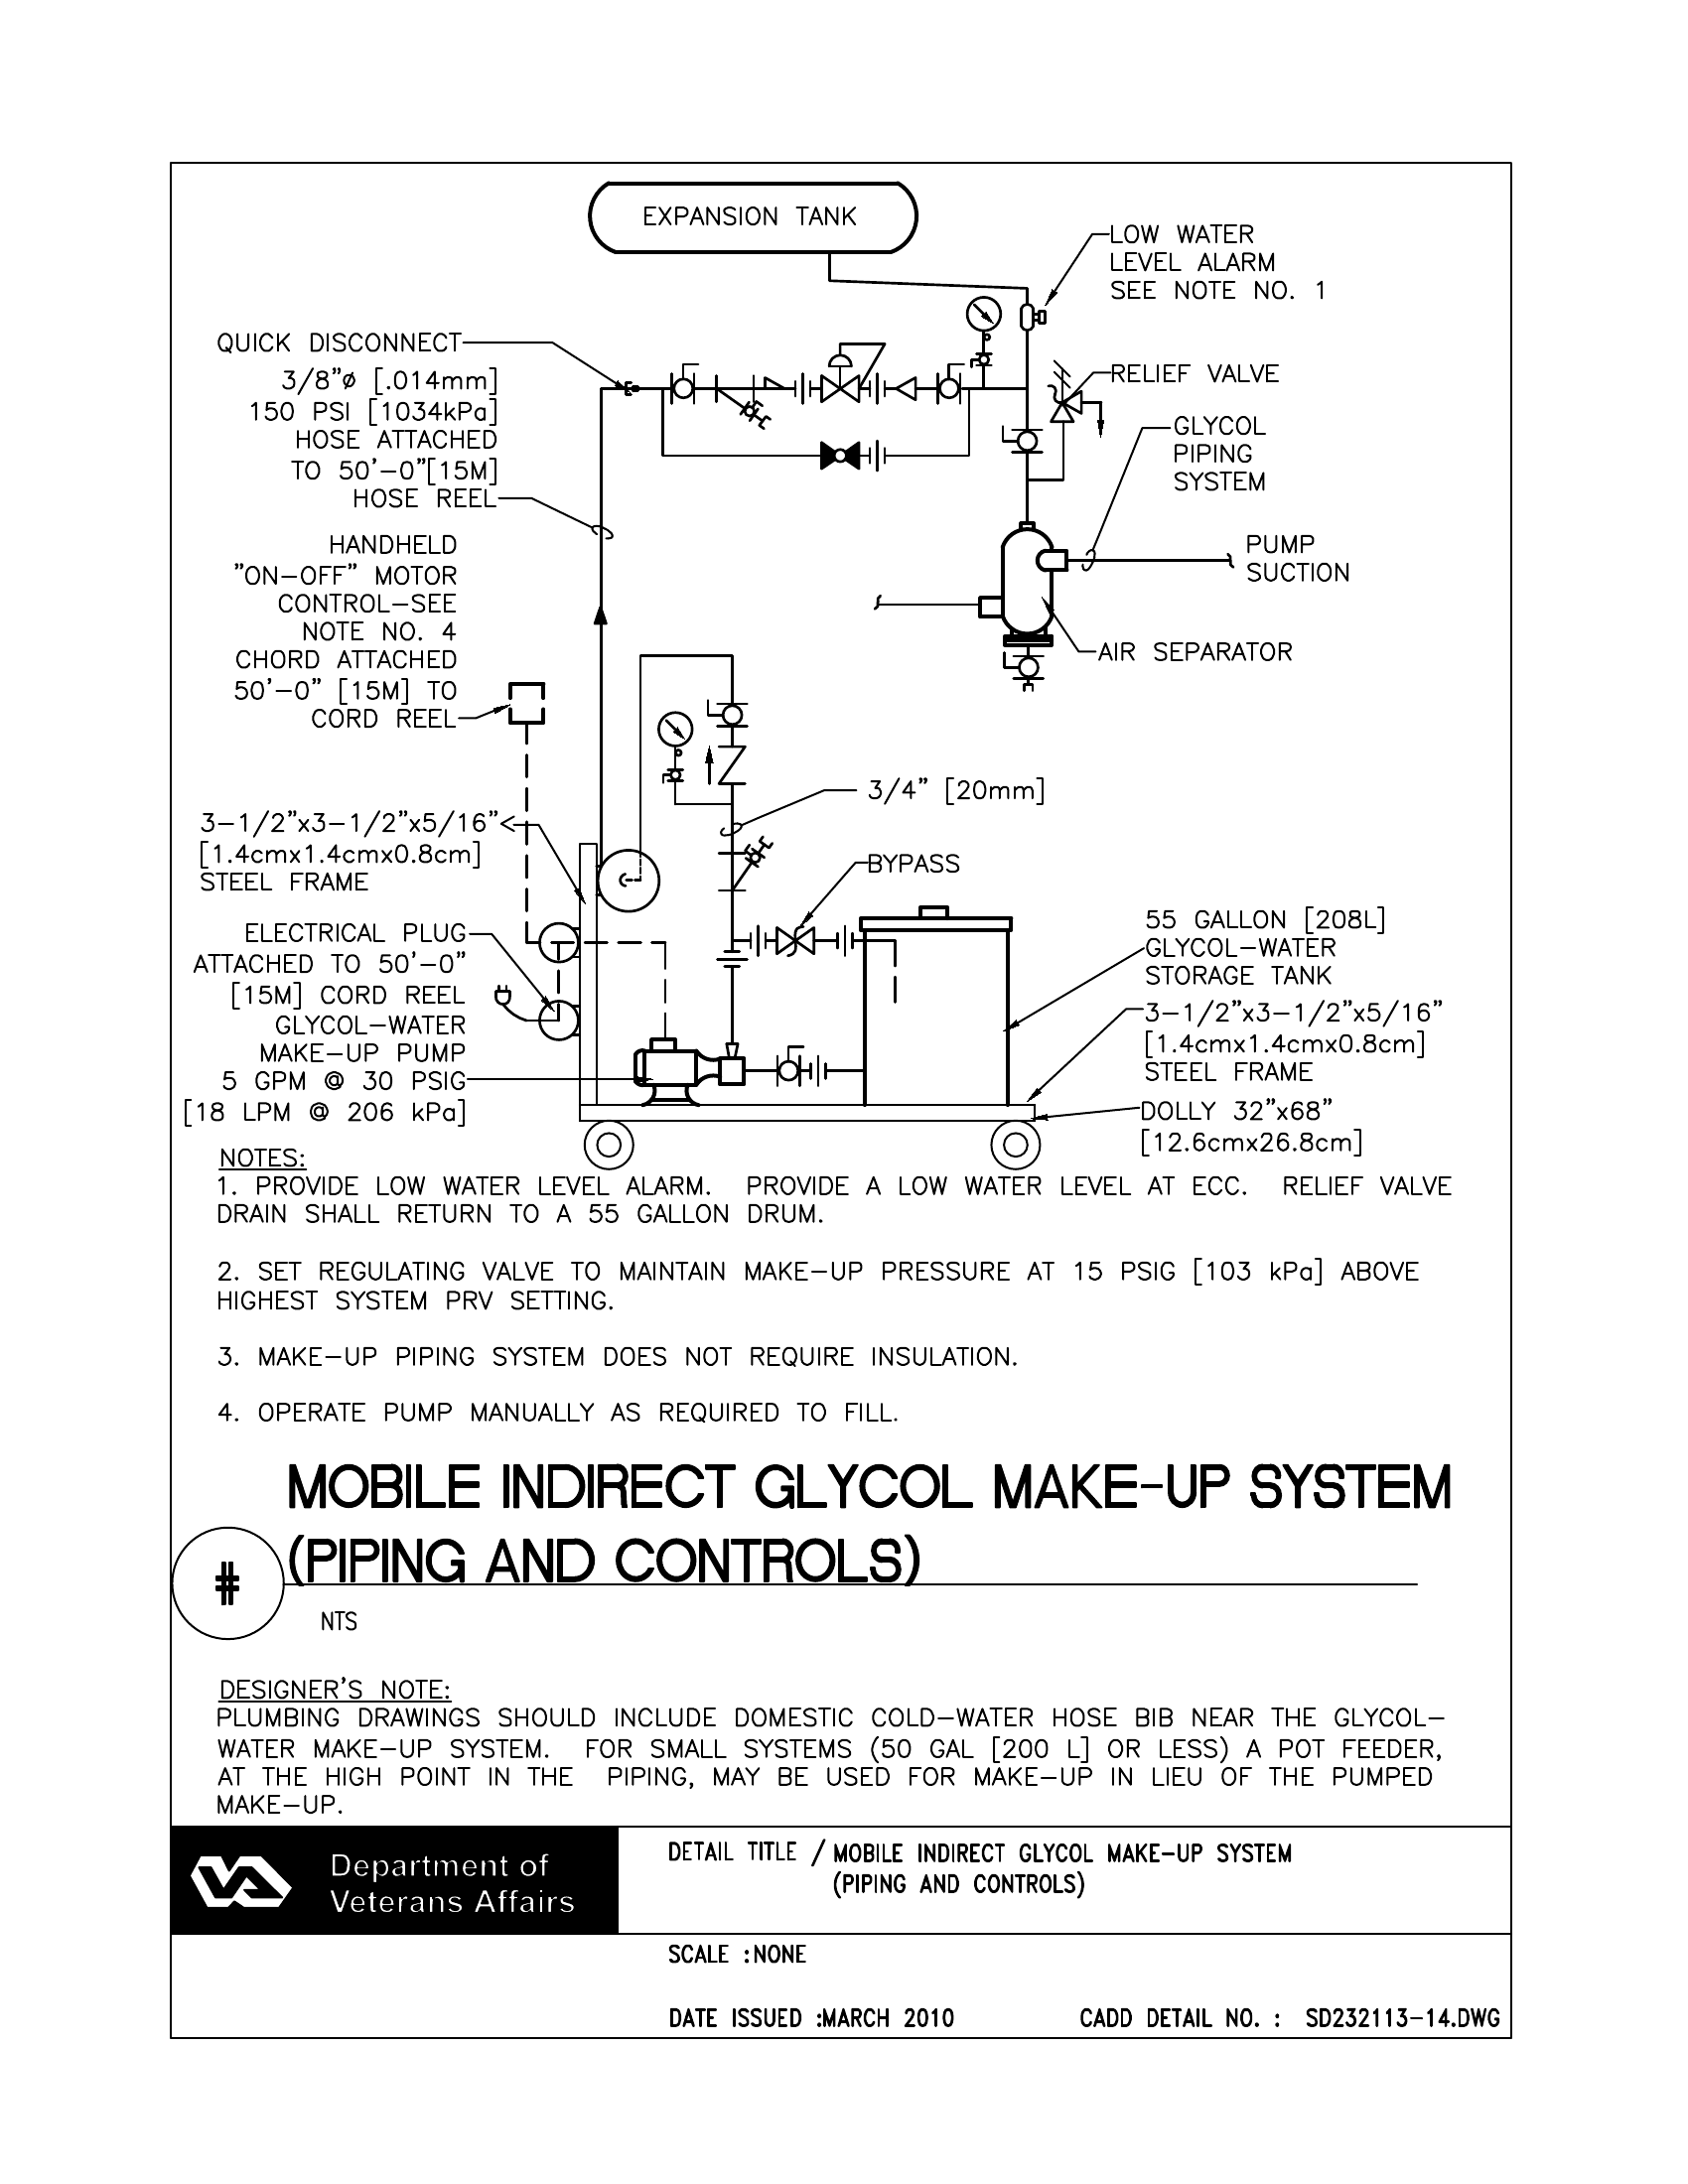 EXPANSION TANK
LOW WATER
LEVEL ALARM
SEE NOTE NO. 1
QUICK DISCONNECT
3/8"ø [.014mm]
150 PSI [1034kPa]
HOSE ATTACHED
TO 50'-0"[15M]
HOSE REEL
RELIEF VALVE
GLYCOL
PIPING
SYSTEM
PUMP
SUCTION
AIR SEPARATOR
HANDHELD
"ON-OFF" MOTOR
CONTROL-SEE
NOTE NO. 4
CHORD ATTACHED
50'-0" [15M] TO
CORD REEL
3/4" [20mm]
3-1/2"x3-1/2"x5/16"
[1.4cmx1.4cmx0.8cm]
STEEL FRAME
BYPASS
ELECTRICAL PLUG
ATTACHED TO 50'-0"
[15M] CORD REEL
GLYCOL-WATER
MAKE-UP PUMP
5 GPM @ 30 PSIG
[18 LPM @ 206 kPa]
55 GALLON [208L]
GLYCOL-WATER
STORAGE TANK
3-1/2"x3-1/2"x5/16"
[1.4cmx1.4cmx0.8cm]
STEEL FRAME
DOLLY 32"x68"
[12.6cmx26.8cm]
NOTES:
1. PROVIDE LOW WATER LEVEL ALARM. PROVIDE A LOW WATER LEVEL AT ECC. RELIEF VALVE
DRAIN SHALL RETURN TO A 55 GALLON DRUM.
2. SET REGULATING VALVE TO MAINTAIN MAKE-UP PRESSURE AT 15 PSIG [103 kPa] ABOVE
HIGHEST SYSTEM PRV SETTING.
3. MAKE-UP PIPING SYSTEM DOES NOT REQUIRE INSULATION.
4. OPERATE PUMP MANUALLY AS REQUIRED TO FILL.
MOBILE INDIRECT GLYCOL MAKE-UP SYSTEM
(PIPING AND CONTROLS)
#
NTS
DESIGNER'S NOTE:
PLUMBING DRAWINGS SHOULD INCLUDE DOMESTIC COLD-WATER HOSE BIB NEAR THE GLYCOL-
WATER MAKE-UP SYSTEM. FOR SMALL SYSTEMS (50 GAL [200 L] OR LESS) A POT FEEDER,
AT THE HIGH POINT IN THE PIPING, MAY BE USED FOR MAKE-UP IN LIEU OF THE PUMPED
MAKE-UP.
VA
Department of
Veterans Affairs
DETAIL TITLE / MOBILE INDIRECT GLYCOL MAKE-UP SYSTEM
(PIPING AND CONTROLS)
SCALE :NONE
DATE ISSUED :MARCH 2010
CADD DETAIL NO. : SD232113-14.DWG